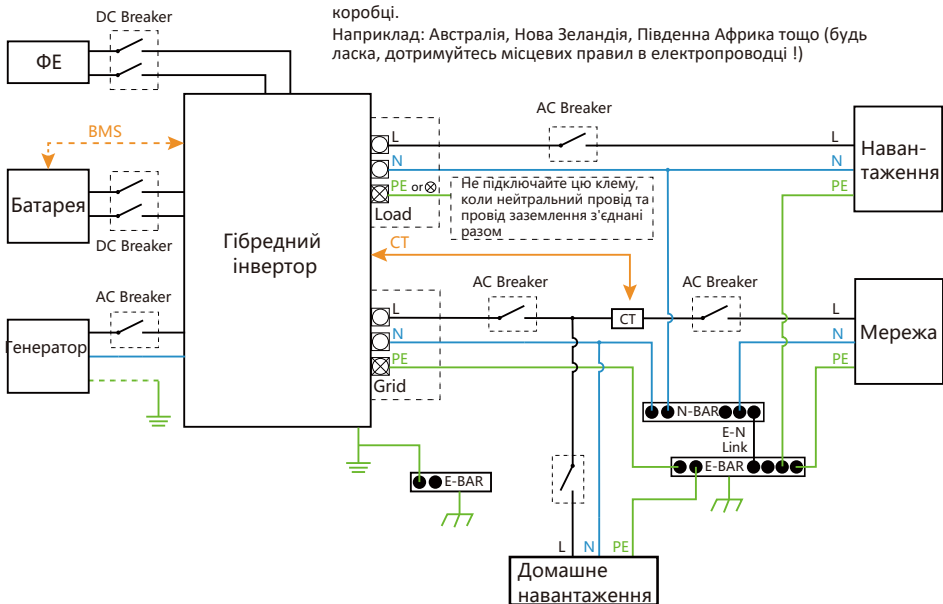 коробці.
Наприклад: Австралія, Нова Зеландія, Південна Африка тощо (будь
ласка, дотримуйтесь місцевих правил в електропроводці !)
DC Breaker
ФЕ
AC Breaker
BMS
L
N
PE or
Load
L
N
PE
Наван-
таження
Не підключайте цю клему,
коли нейтральний провід та
провід заземлення з'єднані
разом
Батарея
DC Breaker
Гібредний
інвертор
CT
AC Breaker
AC Breaker
AC Breaker
L
N
PE
Grid
CT
L
N
PE
Мережа
Генератор
N-BAR
E-N
Link
E-BAR
E-BAR
L
N
PE
Домашне
навантаження